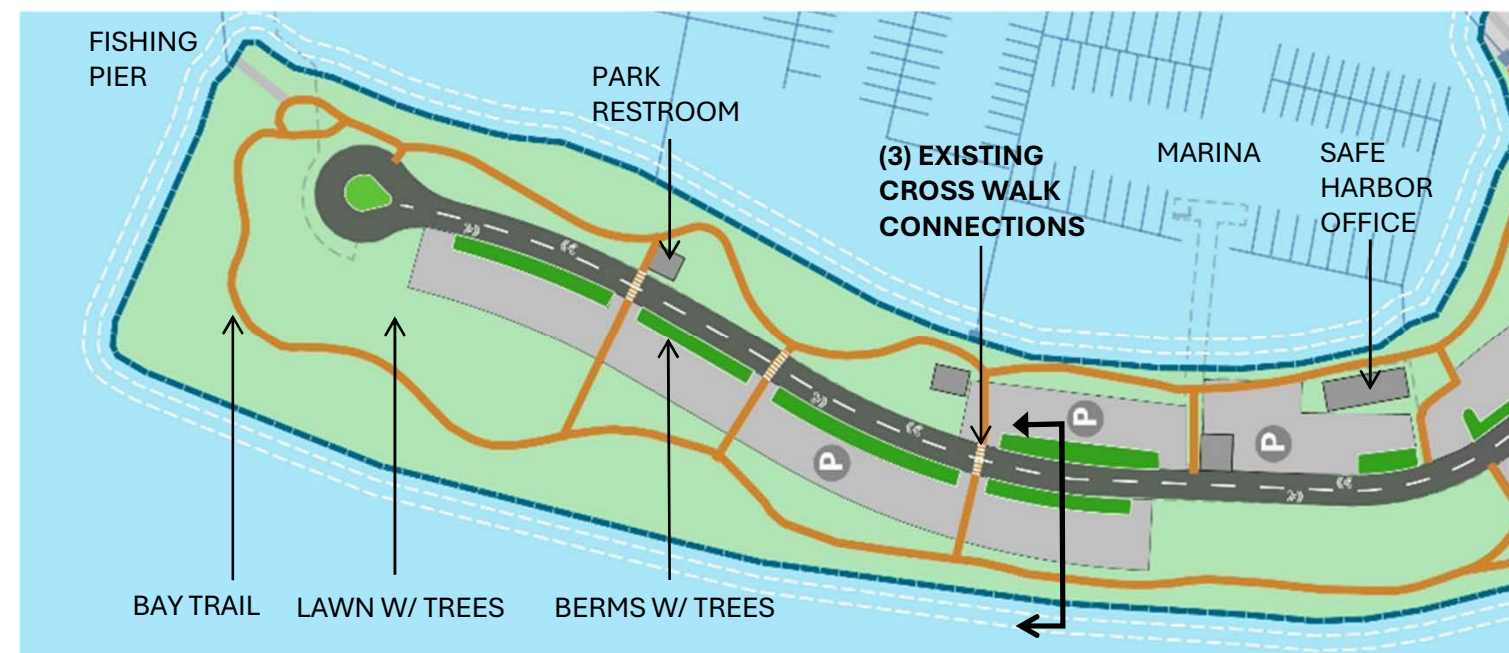 FISHING
PIER
PARK
RESTROOM
(3) EXISTING
CROSS WALK
CONNECTIONS
MARINA
SAFE
HARBOR
OFFICE
P
P
P
BAY TRAIL
LAWN W/ TREES
BERMS W/ TREES